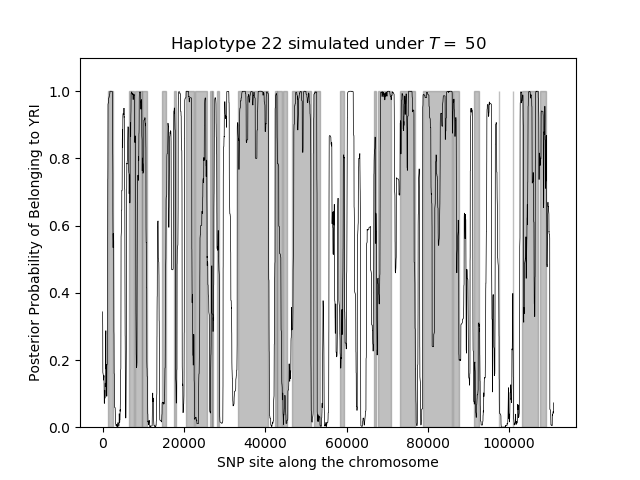 Haplotype 22 simulated under T = 50
Posterior Probability of Belonging to YRI
1.0
0.8
0.6
0.4
0.2
0.0
0 20000 40000 60000 80000 100000
SNP site along the chromosome